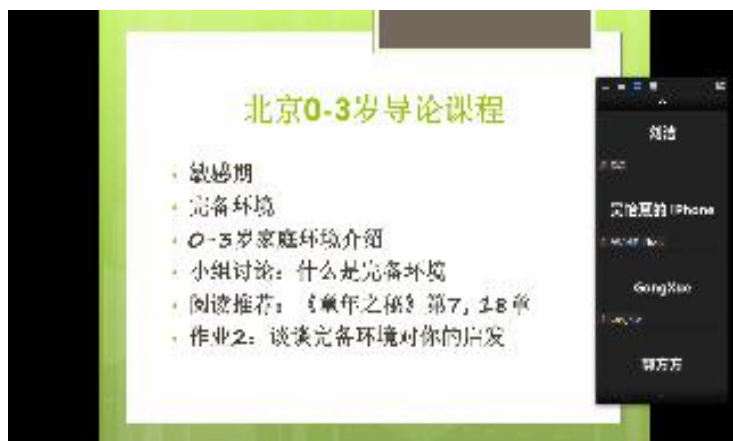 北京0-3岁导论课程
敏感期
完备环境
0-3岁家庭环境介绍
小组讨论：什么是完备环境
阅读推荐：《童年之秘》第7，18章
作业2：谈谈完备环境对你的启发
刘洁
的 iPhone
GongXue
郭方方